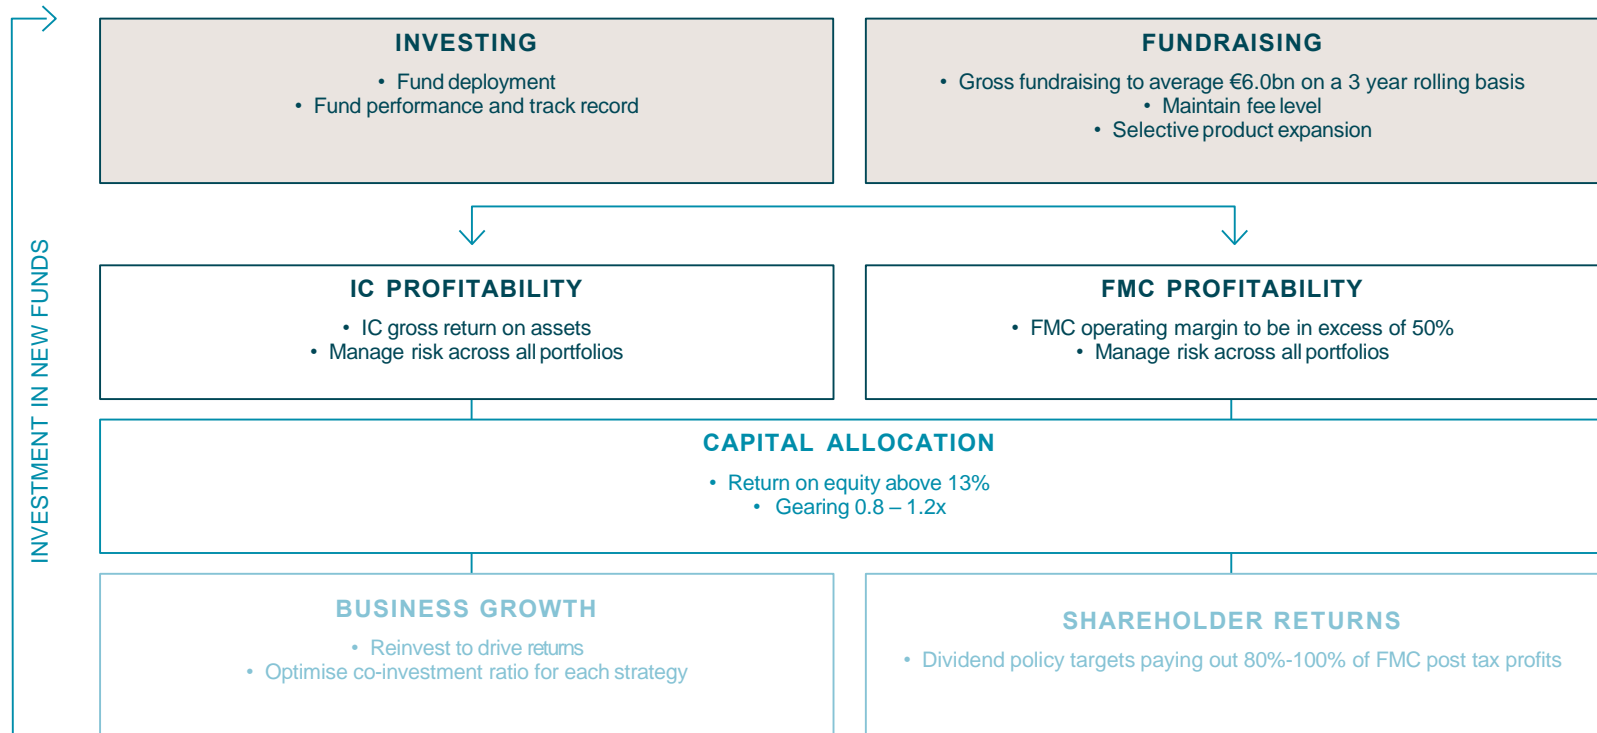 INVESTING
• Fund deployment
• Fund performance and track record
FUNDRAISING
• Gross fundraising to average €6.0bn on a 3 year rolling basis
• Maintain fee level
• Selective product expansion
INVESTMENT IN NEW FUNDS
IC PROFITABILITY
• IC gross return on assets
• Manage risk across all portfolios
FMC PROFITABILITY
• FMC operating margin to be in excess of 50%
• Manage risk across all portfolios
CAPITAL ALLOCATION
• Return on equity above 13%
• Gearing 0.8 – 1.2x
BUSINESS GROWTH
• Reinvest to drive returns
• Optimise co-investment ratio for each strategy
SHAREHOLDER RETURNS
• Dividend policy targets paying out 80%-100% of FMC post tax profits